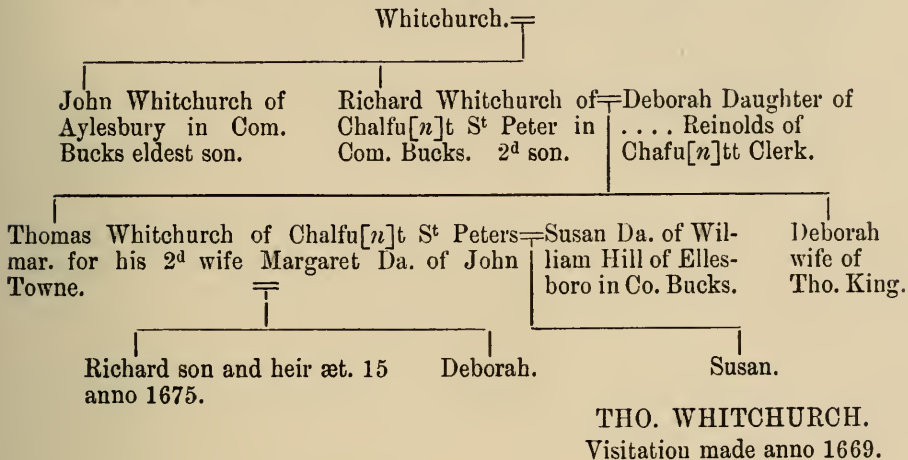 Whitchurch.
John Whitchurch of
Aylesbury in Com.
Bucks eldest son.
Richard Whitchurch of
Chalfu[n]t St Peter in
Com. Bucks. 2d son.
Deborah Daughter of
.... Reinolds of
Chafu[n]tt Clerk.
Thomas Whitchurch of Chalfu[n]t St Peters
mar. for his 2d wife Margaret Da. of John
Towne.
Susan Da. of Wil-
liam Hill of Elles-
boro in Co. Bucks.
Deborah
wife of
Tho. King.
Richard son and heir æt. 15
anno 1675.
Deborah.
Susan.
THO. WHITCHURCH.
Visitation made anno 1669.